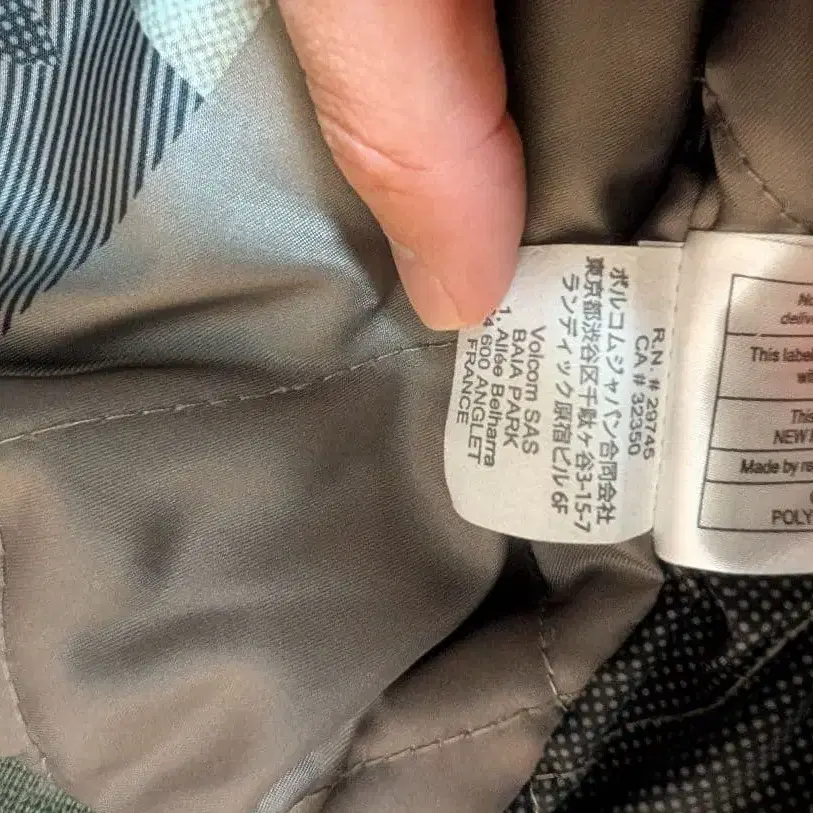 R.N. # 29745
CA # 32350
ボルコムジャパン合同会社
東京都渋谷区千駄ヶ谷3-15-7
ランディック原宿ビル 6F
Volcom SAS
BAIA PARK
1. Allée Belharra
600 ANGLET
FRANCE
This label
This
NEW
Made by
POLY